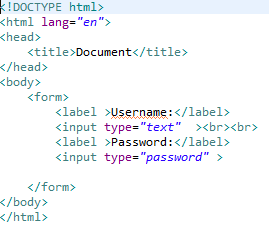 <!DOCTYPE html>
<html lang="en">
<head>
    <title>Document</title>
</head>
<body>
    <form>
        <label >Username:</label>
        <input type="text"  ><br><br>
        <label >Password:</label>
        <input type="password" >

    </form>
</body>
</html>